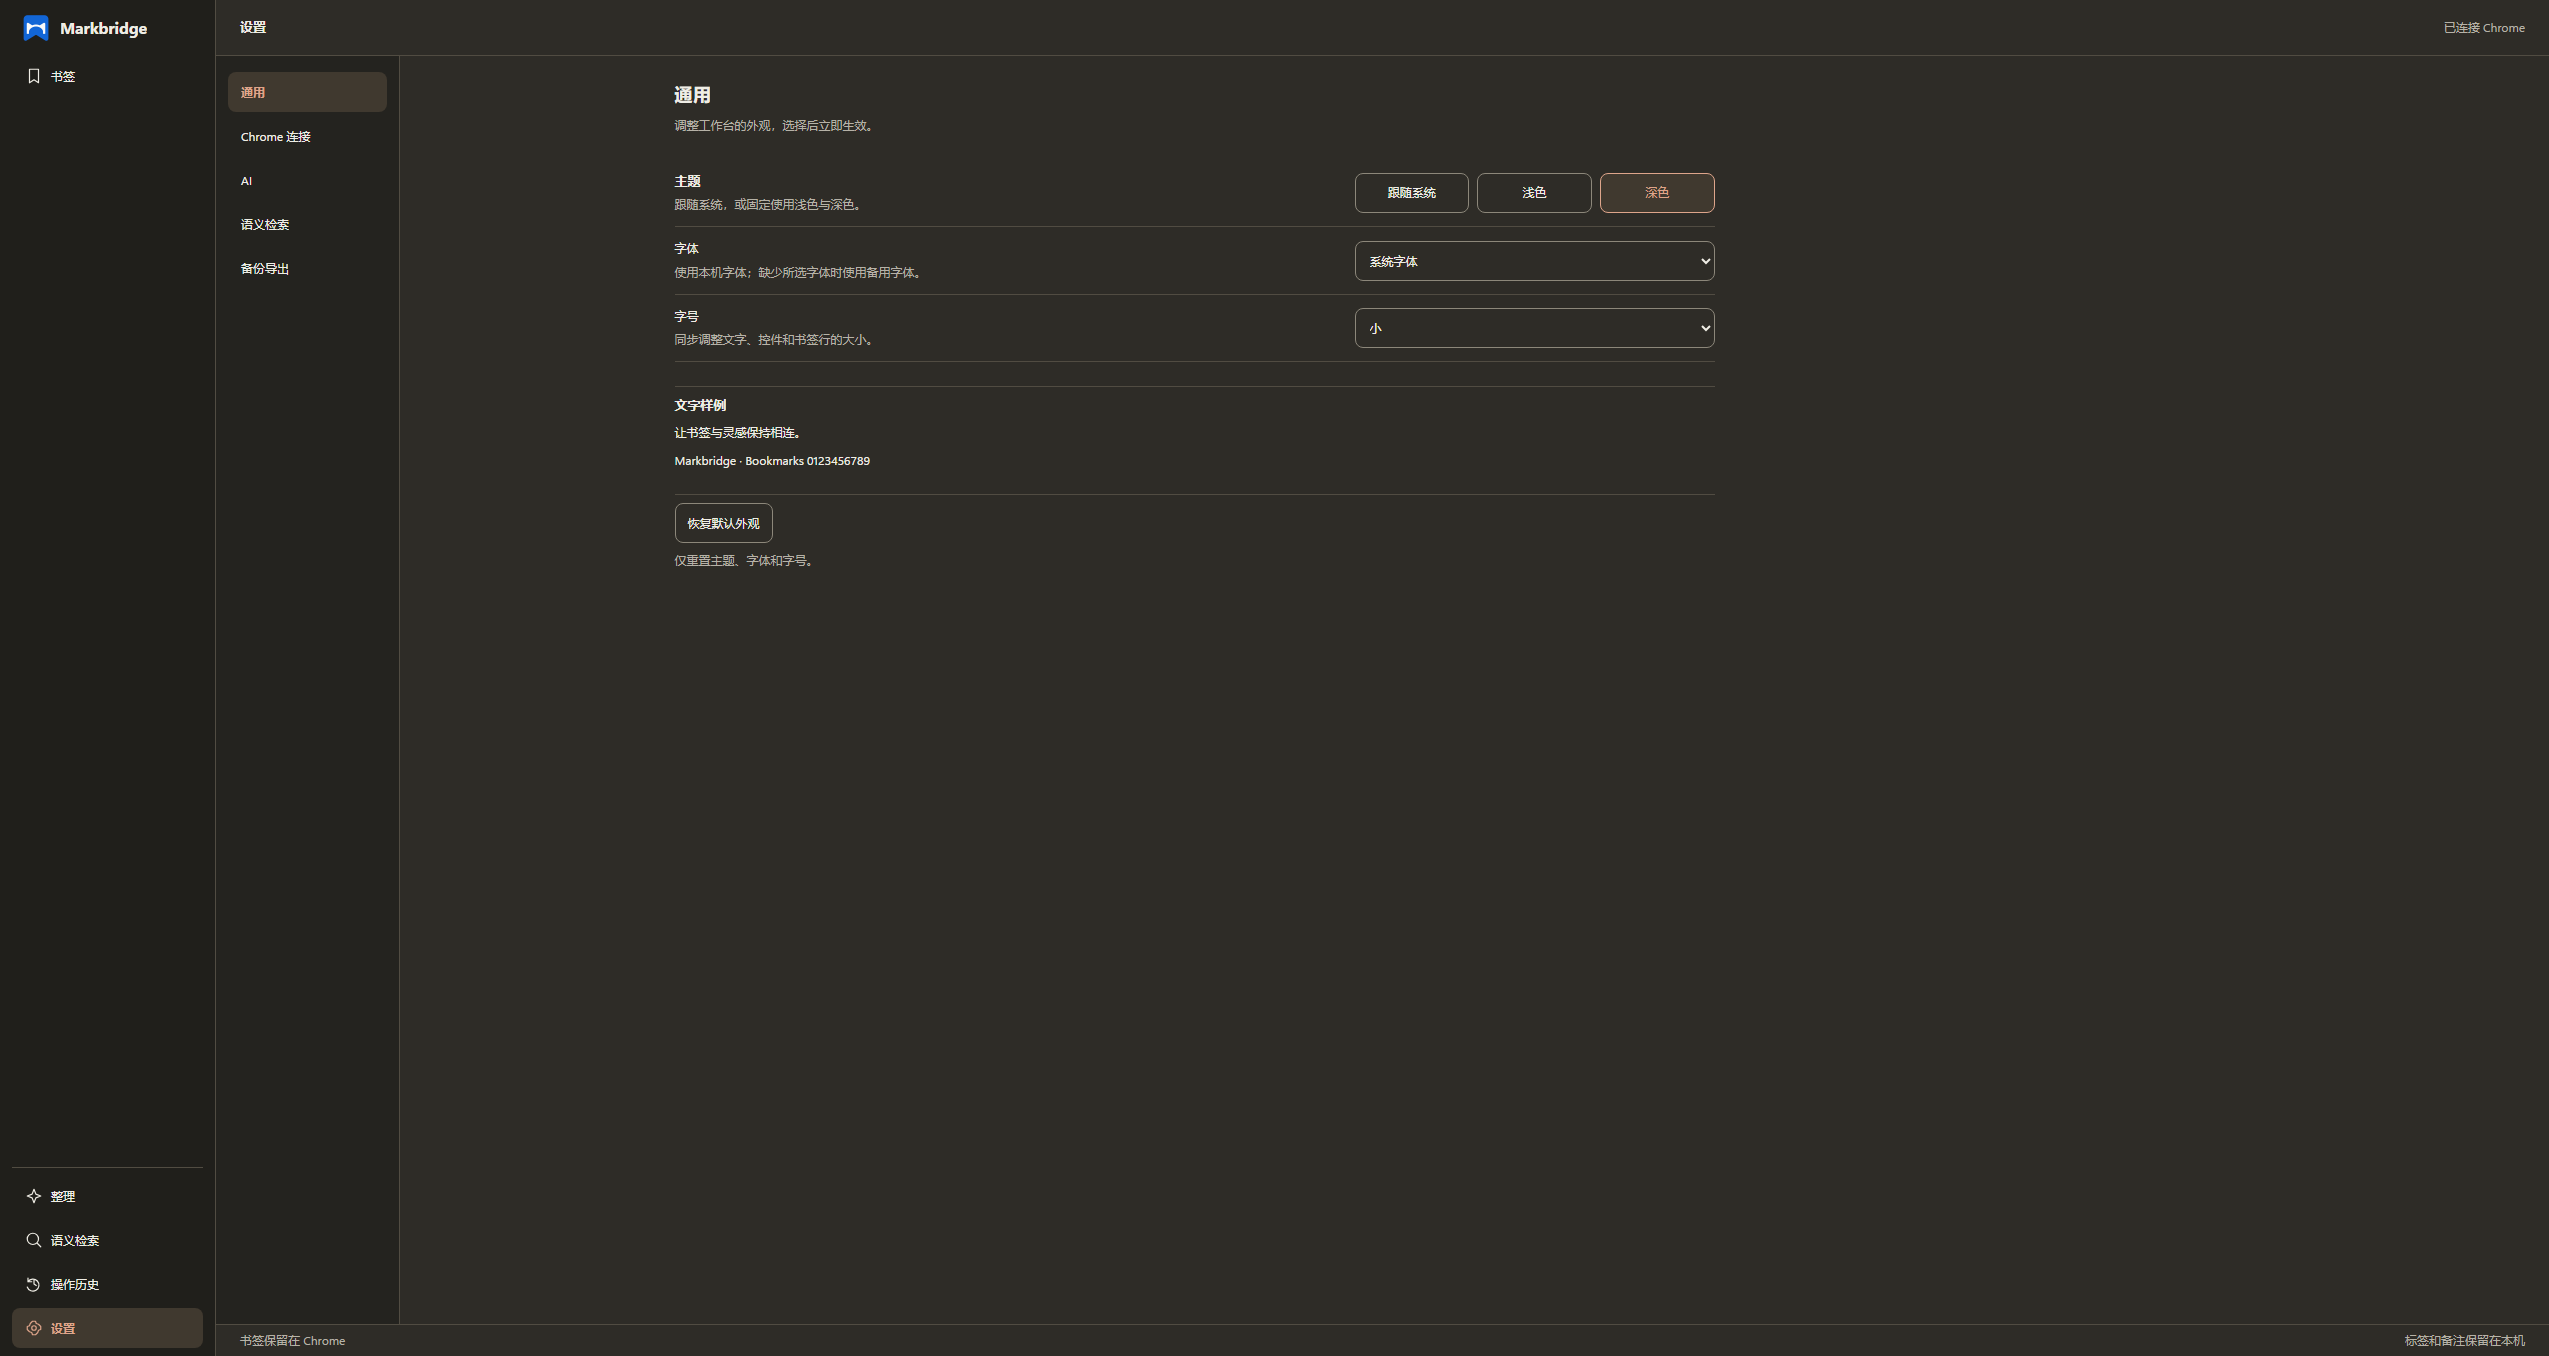 Markbridge
书签
整理
语义检索
操作历史
设置
设置
已连接 Chrome
通用
Chrome 连接
AI
语义检索
备份导出
通用
调整工作台的外观，选择后立即生效。
主题
跟随系统，或固定使用浅色与深色。
跟随系统
浅色
深色
字体
使用本机字体；缺少所选字体时使用备用字体。
系统字体
字号
同步调整文字、控件和书签行的大小。
小
文字样例
让书签与灵感保持相连。
Markbridge · Bookmarks 0123456789
恢复默认外观
仅重置主题、字体和字号。
书签保留在 Chrome
标签和备注保留在本机